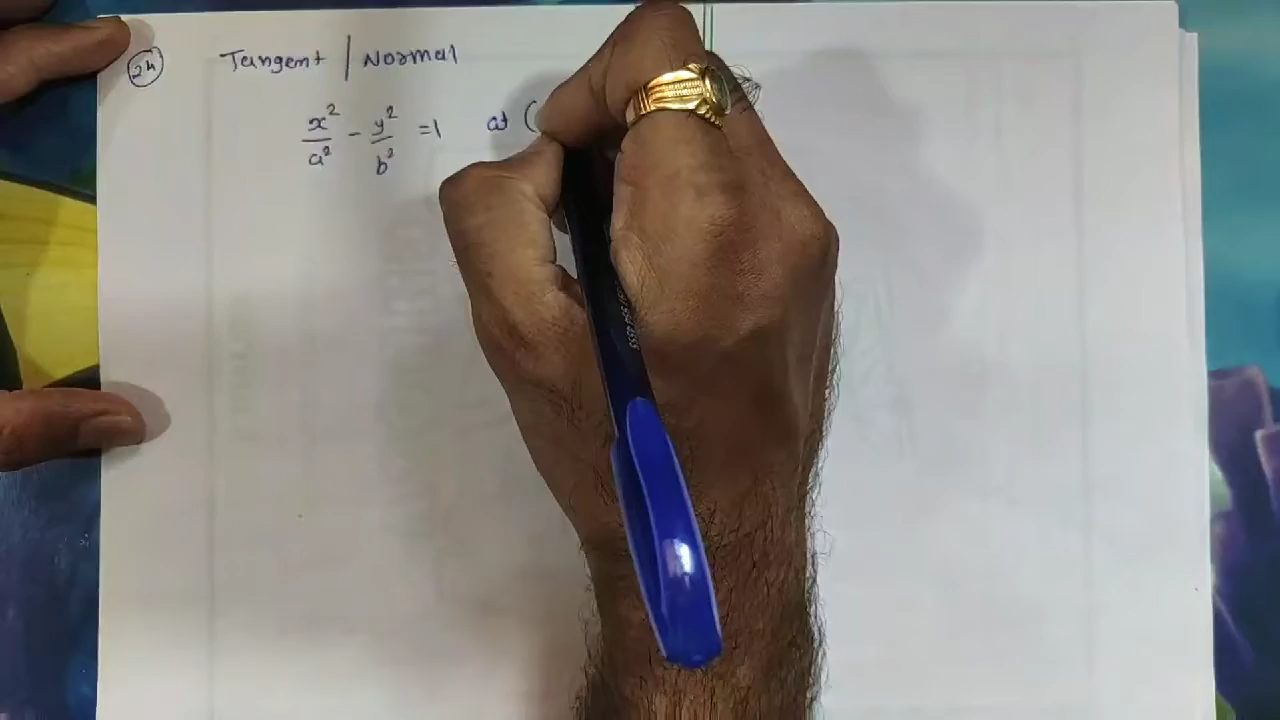 24 Tangent | Normal
x²/a² - y²/b² =1 at (